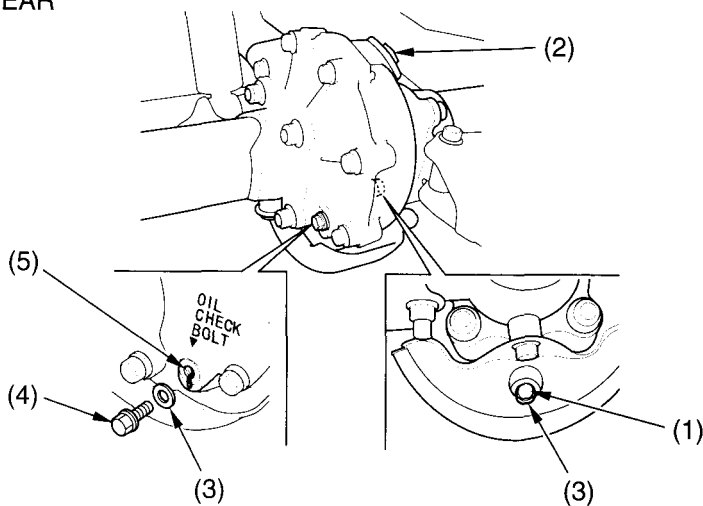 EAR
(2)
(5)
OIL
CHECK
BOLT
(4)
(3)
(1)
(3)